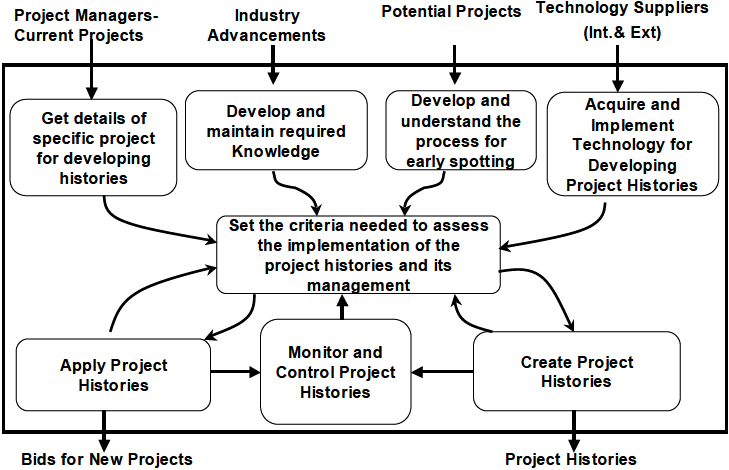 Project Managers-
Current Projects
Industry
Advancements
Potential Projects
Technology Suppliers
(Int.& Ext)
Get details of
specific project
for developing
histories
Develop and
maintain required
Knowledge
Develop and
understand the
process for
early spotting
Acquire and
Implement
Technology for
Developing
Project Histories
Set the criteria needed to assess
the implementation of the
project histories and its
management
Apply Project
Histories
Monitor and
Control Project
Histories
Create Project
Histories
Bids for New Projects
Project Histories